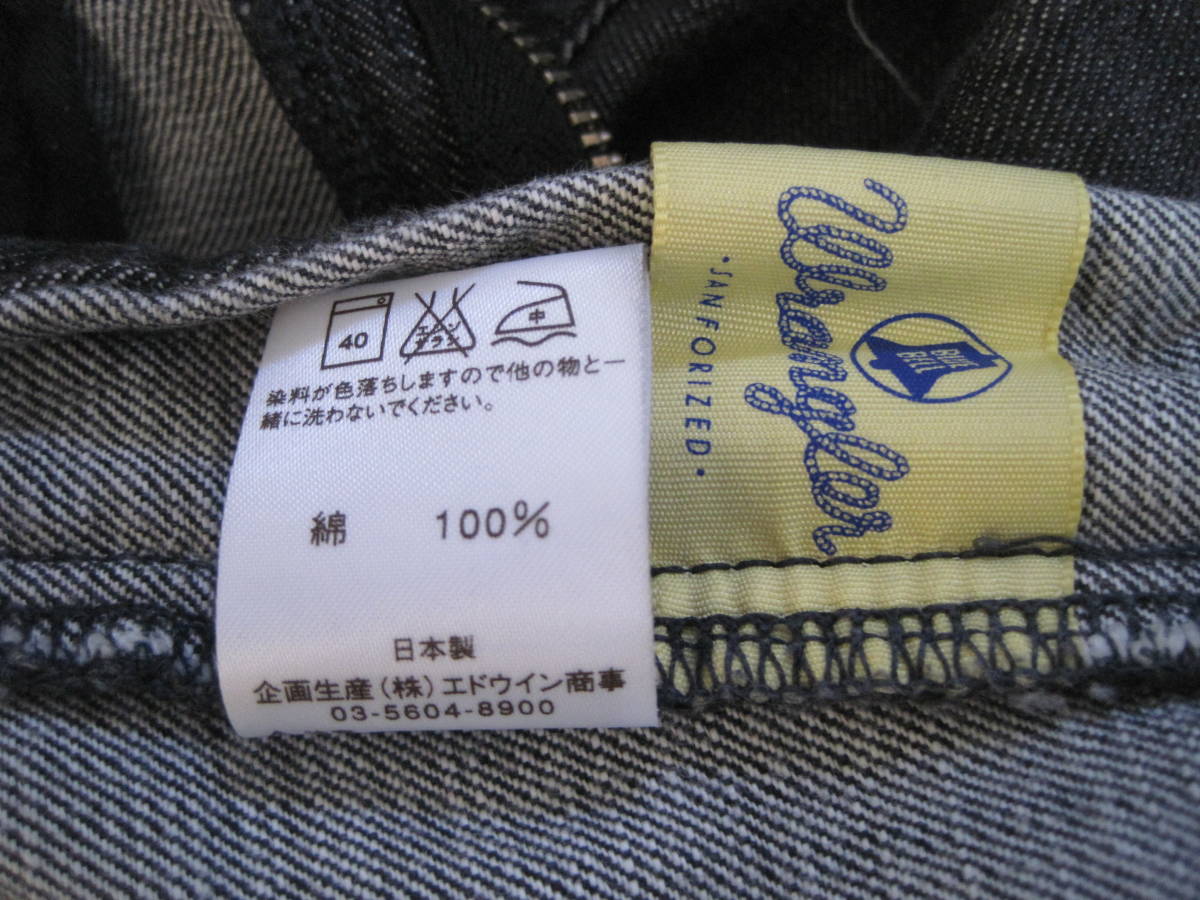 40
エンソ
サラシ
中
染料が色落ちしますので他の物と一
緒に洗わないでください。
綿 100%
日本製
企画生産(株)エドウイン商事
03-5604-8900
Wrangler
BLUE
BELL
•SANFORIZED•